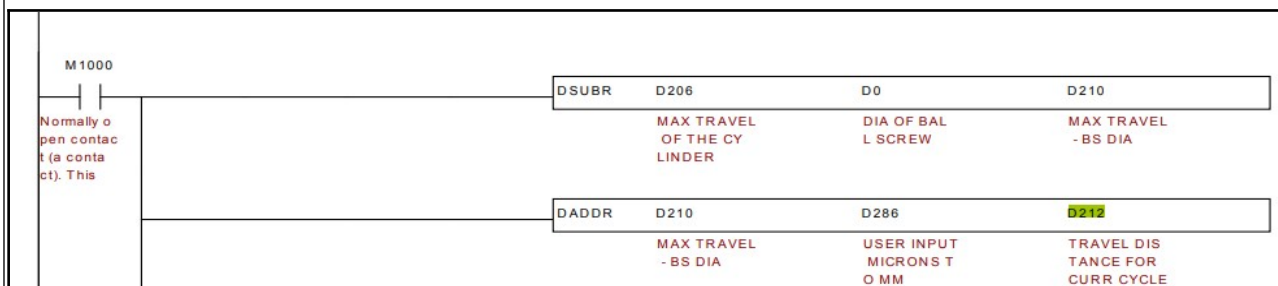 M1000
DSUBR D206 D0 D210
Normally o
pen contac
t (a conta
ct). This
MAX TRAVEL
OF THE CY
LINDER
DIA OF BAL
L SCREW
MAX TRAVEL
- BS DIA
DADDR D210 D286 D212
MAX TRAVEL
- BS DIA
USER INPUT
MICRONS T
O MM
TRAVEL DIS
TANCE FOR
CURR CYCLE